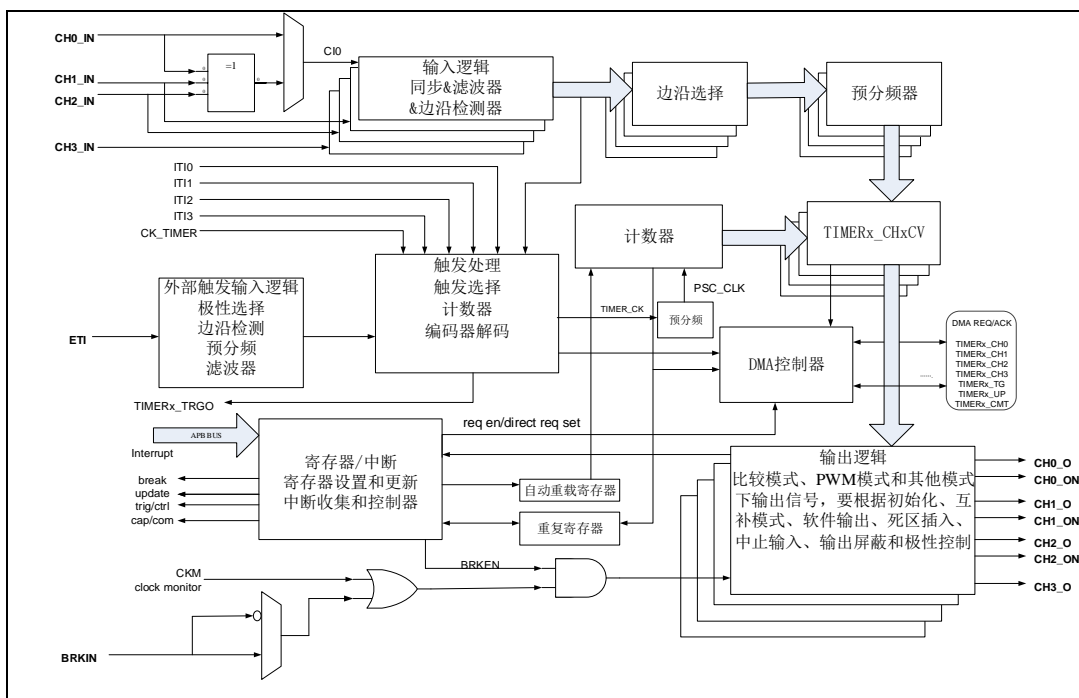 CH0_IN
CH1_IN
CH2_IN
CH3_IN
=1
CI0
输入逻辑
同步&滤波器
&边沿检测器
边沿选择
预分频器
ITI0
ITI1
ITI2
ITI3
CK_TIMER
触发处理
触发选择
计数器
编码器解码
计数器
TIMERx_CHxCV
外部触发输入逻辑
极性选择
边沿检测
预分频
滤波器
ETI
TIMER_CK
PSC_CLK
预分频
DMA控制器
DMA REQ/ACK
TIMERx_CH0
TIMERx_CH1
TIMERx_CH2
TIMERx_CH3
TIMERx_TG
TIMERx_UP
TIMERx_CMT
TIMERx_TRGO
APB BUS
Interrupt
break
update
trig/ctrl
cap/com
寄存器/中断
寄存器设置和更新
中断收集和控制器
req en/direct req set
自动重载寄存器
重复寄存器
输出逻辑
比较模式、PWM模式和其他模式
下输出信号，要根据初始化、互
补模式、软件输出、死区插入、
中止输入、输出屏蔽和极性控制
CH0_O
CH0_ON
CH1_O
CH1_ON
CH2_O
CH2_ON
CH3_O
BRKEN
CKM
clock monitor
BRKIN